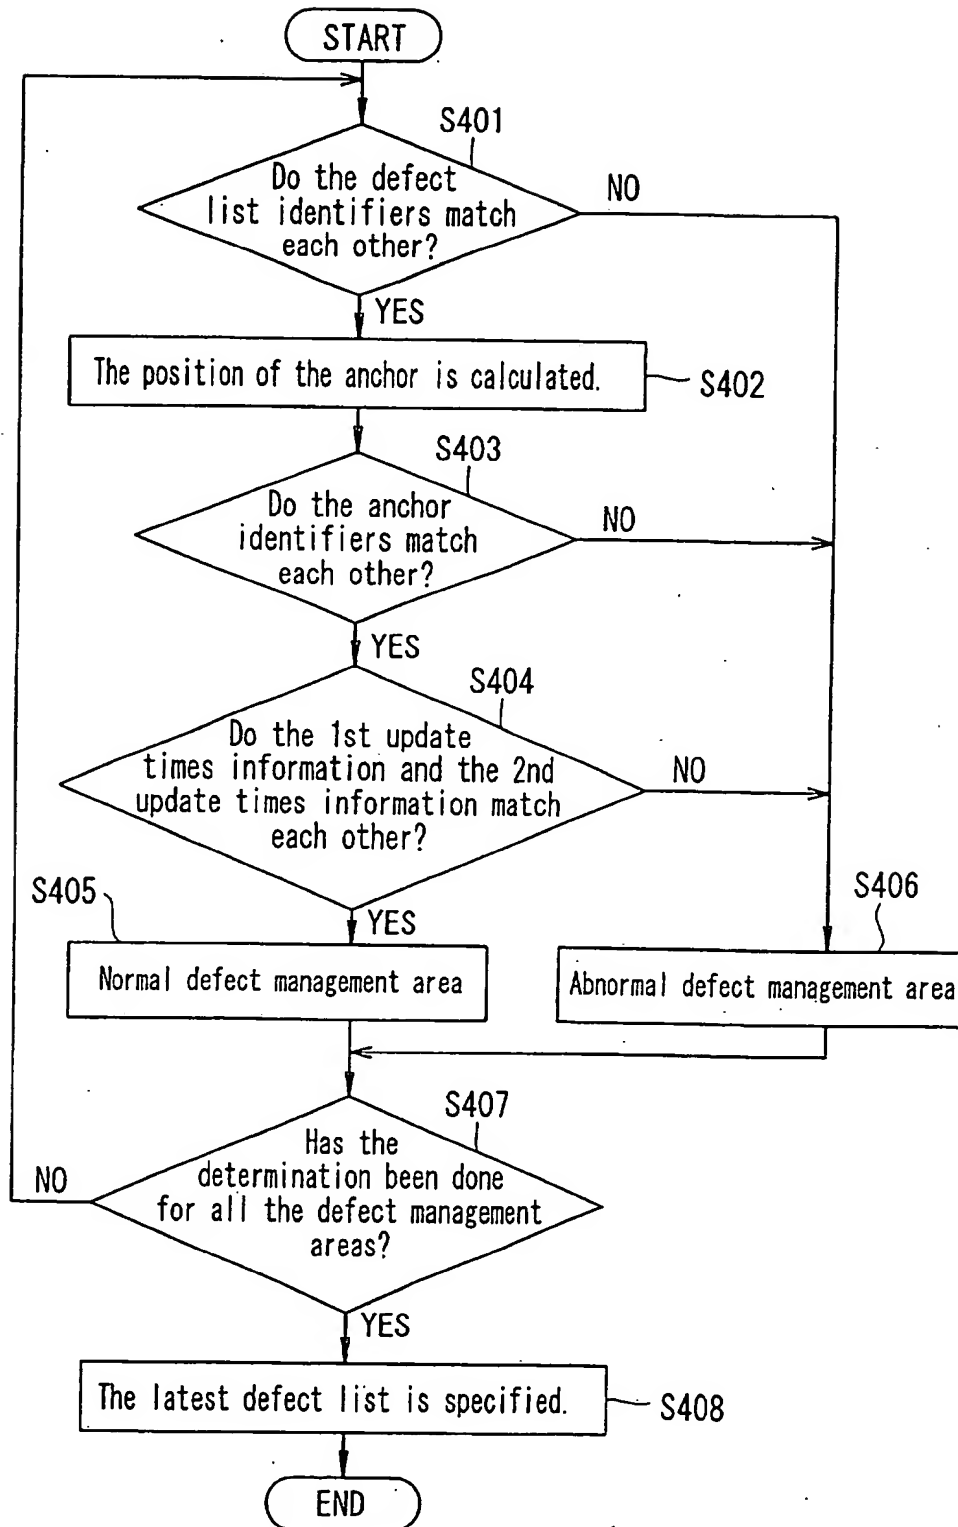 START
S401
Do the defect
list identifiers match
each other?
NO
YES
The position of the anchor is calculated.
S402
S403
Do the anchor
identifiers match
each other?
NO
YES
S404
Do the 1st update
times information and the 2nd
update times information match
each other?
NO
S405
YES
S406
Normal defect management area
Abnormal defect management area
S407
Has the
determination been done
for all the defect management
areas?
NO
YES
The latest defect list is specified.
S408
END